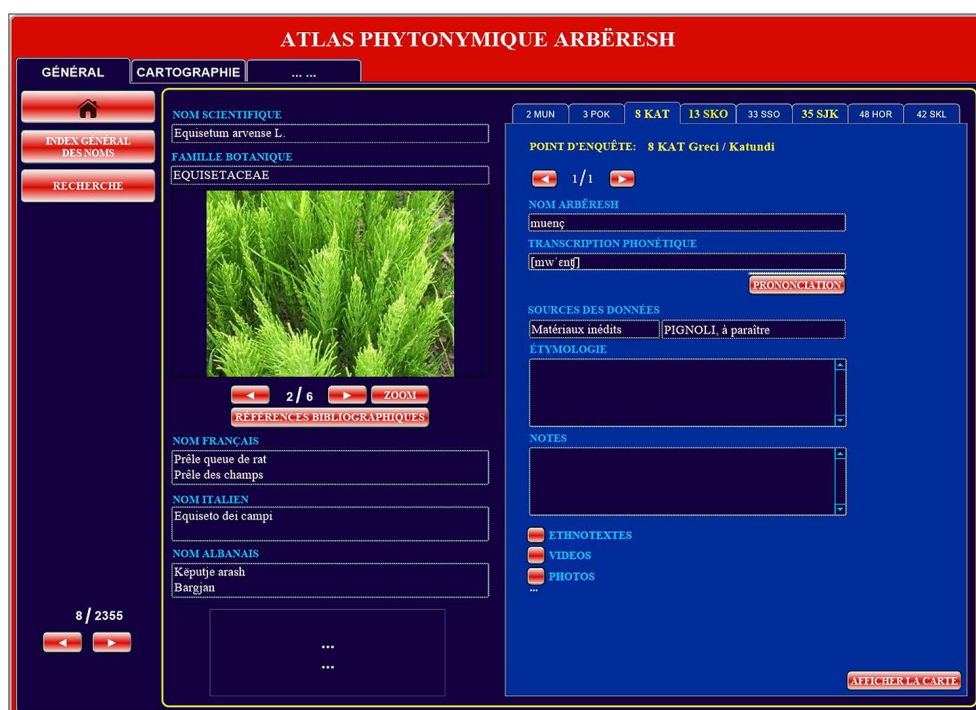 ATLAS PHYTONYMIQUE ARBËRESH
GÉNÉRAL
CARTOGRAPHIE
... ...
INDEX GÉNÉRAL
DES NOMS
RECHERCHE
8 / 2355
NOM SCIENTIFIQUE
Equisetum arvense L.
FAMILLE BOTANIQUE
EQUISETACEAE
2 / 6
ZOOM
RÉFÉRENCES BIBLIOGRAPHIQUES
NOM FRANÇAIS
Prêle queue de rat
Prêle des champs
NOM ITALIEN
Equiseto dei campi
NOM ALBANAIS
Këputje arash
Bargjan
...
...
2 MUN
3 POK
8 KAT
13 SKO
33 SSO
35 SJK
48 HOR
42 SKL
POINT D'ENQUÊTE: 8 KAT Greci / Katundi
1/1
NOM ARBËRESH
muenç
TRANSCRIPTION PHONÉTIQUE
[mwˈɛnʧ]
PRONONCIATION
SOURCES DES DONNÉES
Matériaux inédits
PIGNOLI, à paraître
ÉTYMOLOGIE
NOTES
ETHNOTEXTES
VIDEOS
PHOTOS
...
AFFICHER LA CARTE